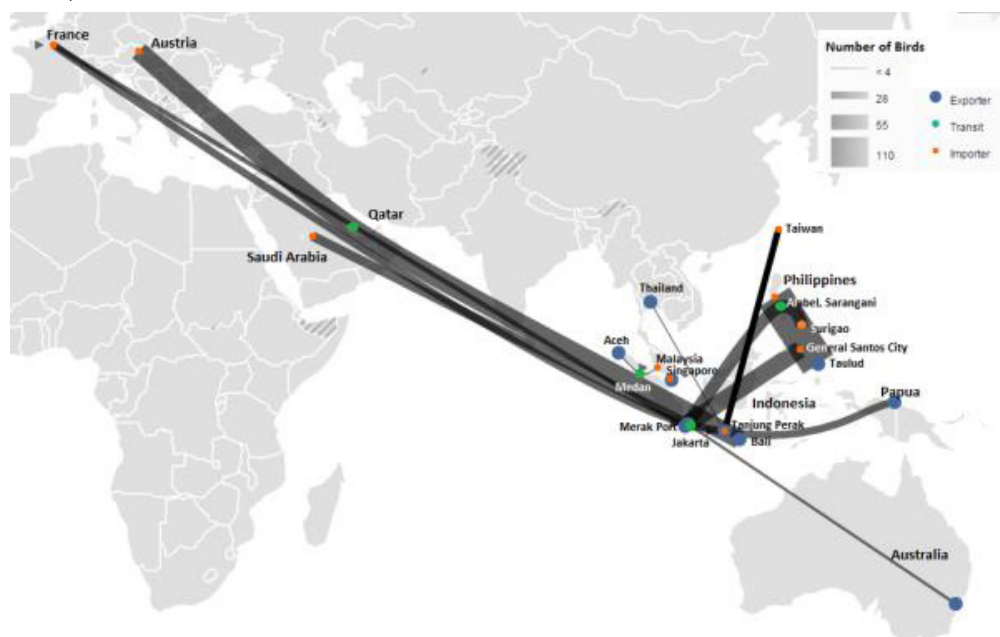 France
Austria
Number of Birds
< 4
28
Exporter
55
Transit
110
Importer
Qatar
Saudi Arabia
Taiwan
Philippines
Thailand
Sarangani
General Santos City
Aceh
Malaysia
Singapore
Taulud
Medan
Papua
Indonesia
Merak Port
Tanjung Perak
Jakarta
Bali
Australia